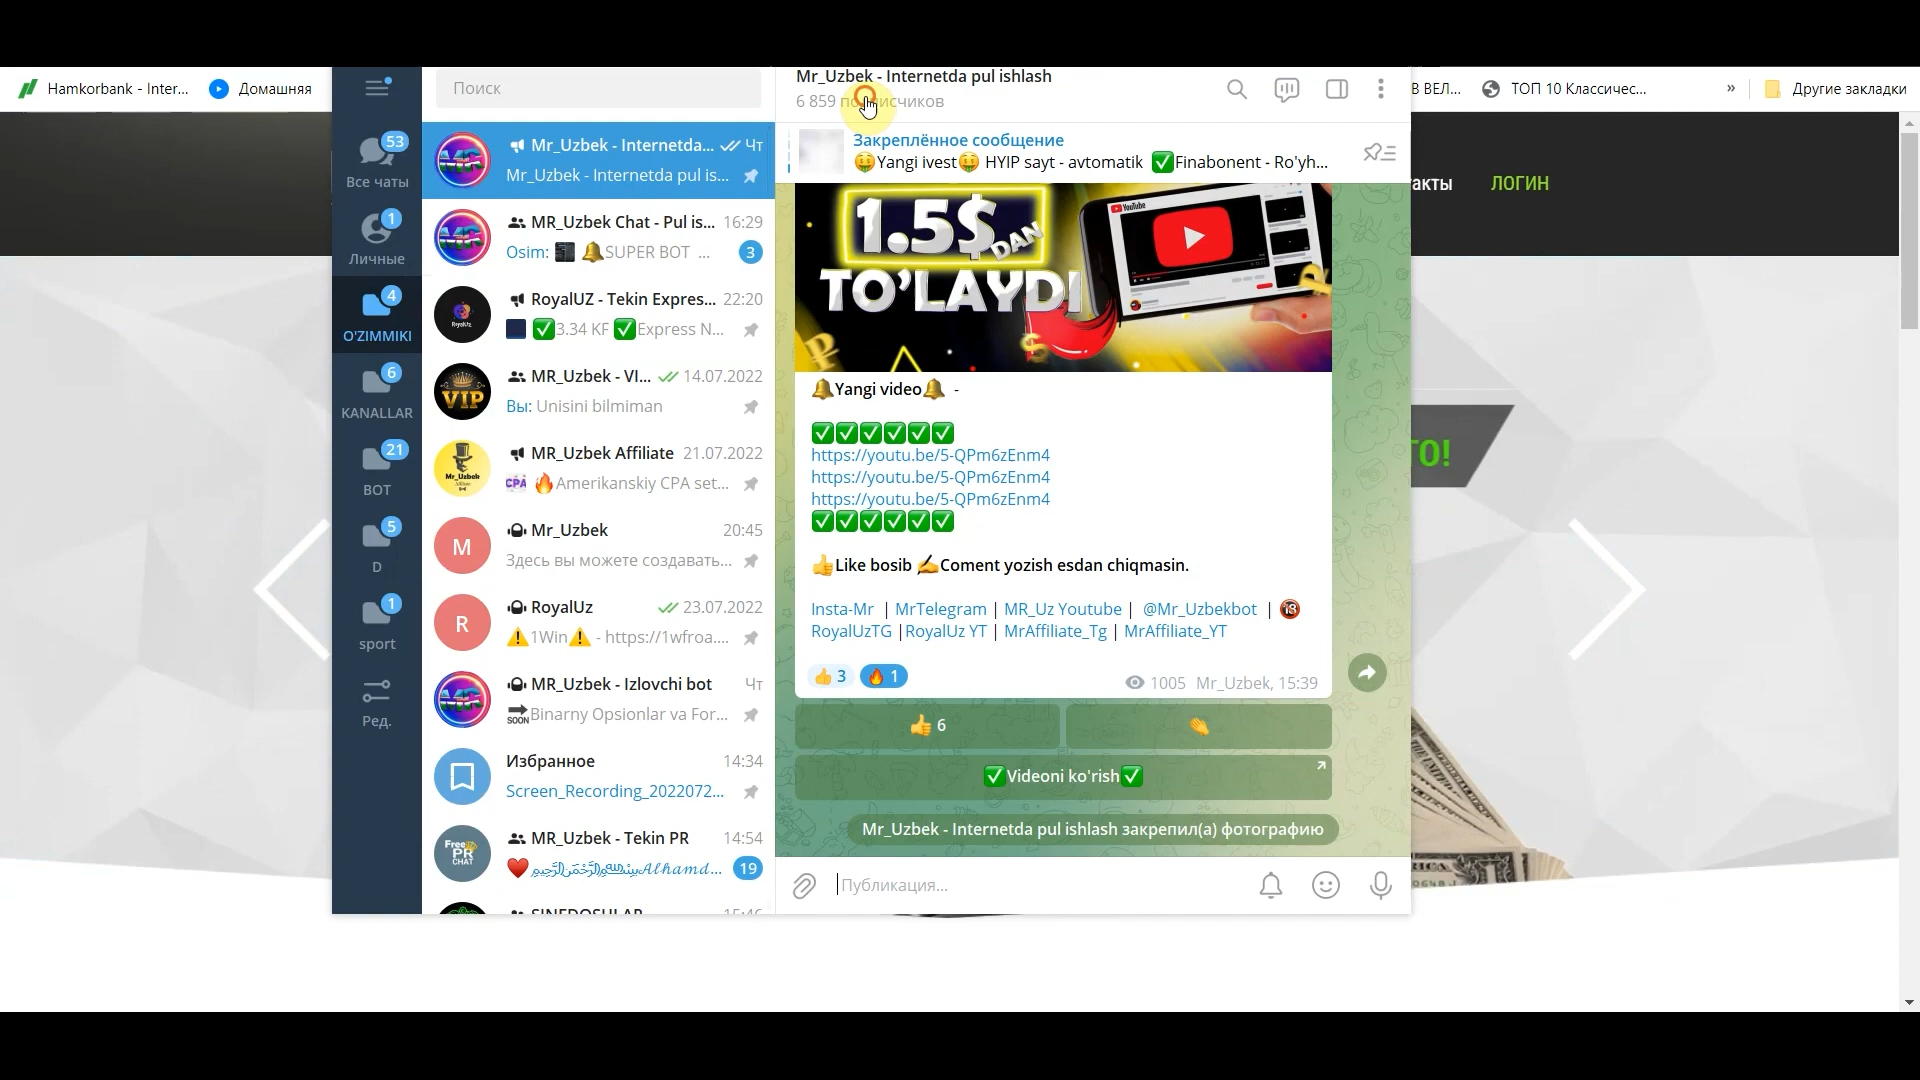 Hamkorbank - Inter...
Домашняя
В ВЕЛ...
ТОП 10 Классичес...
»
Другие закладки
такты
ЛОГИН
ТО!
53
Все чаты
1
Личные
4
O'ZIMMIKI
6
KANALLAR
21
BOT
5
D
1
sport
Ред.
Поиск
Mr_Uzbek - Internetda... Чт
Mr_Uzbek - Internetda pul is...
MR_Uzbek Chat - Pul is... 16:29
Osim: 🔔SUPER BOT ... 3
RoyalUZ - Tekin Expres... 22:20
✅3.34 KF ✅Express N...
VIP
MR_Uzbek - VI... 14.07.2022
Вы: Unisini bilmiman
MR_Uzbek Affiliate 21.07.2022
CPA 🔥Amerikanskiy CPA set...
M
Mr_Uzbek 20:45
Здесь вы можете создавать...
R
RoyalUz 23.07.2022
⚠️1Win⚠️ - https://1wfroa....
MR_Uzbek - Izlovchi bot Чт
🔜Binarny Opsionlar va For...
Избранное 14:34
Screen_Recording_2022072...
Free PR CHAT
MR_Uzbek - Tekin PR 14:54
19
Mr_Uzbek - Internetda pul ishlash
6 859 подписчиков
Закреплённое сообщение
🤑Yangi ivest🤑 HYIP sayt - avtomatik ✅Finabonent - Ro'yh...
1.5$ DAN
TO'LAYDI
YouTube
🔔Yangi video🔔 -
✅✅✅✅✅✅
https://youtu.be/5-QPm6zEnm4
https://youtu.be/5-QPm6zEnm4
https://youtu.be/5-QPm6zEnm4
✅✅✅✅✅✅
👍Like bosib ✍️Coment yozish esdan chiqmasin.
Insta-Mr | MrTelegram | MR_Uz Youtube | @Mr_Uzbekbot | 🔞
RoyalUzTG |RoyalUz YT | MrAffiliate_Tg | MrAffiliate_YT
👍 3 🔥 1
1005 Mr_Uzbek, 15:39
👍 6 👏
✅Videoni ko'rish✅
Mr_Uzbek - Internetda pul ishlash закрепил(а) фотографию
Публикация...